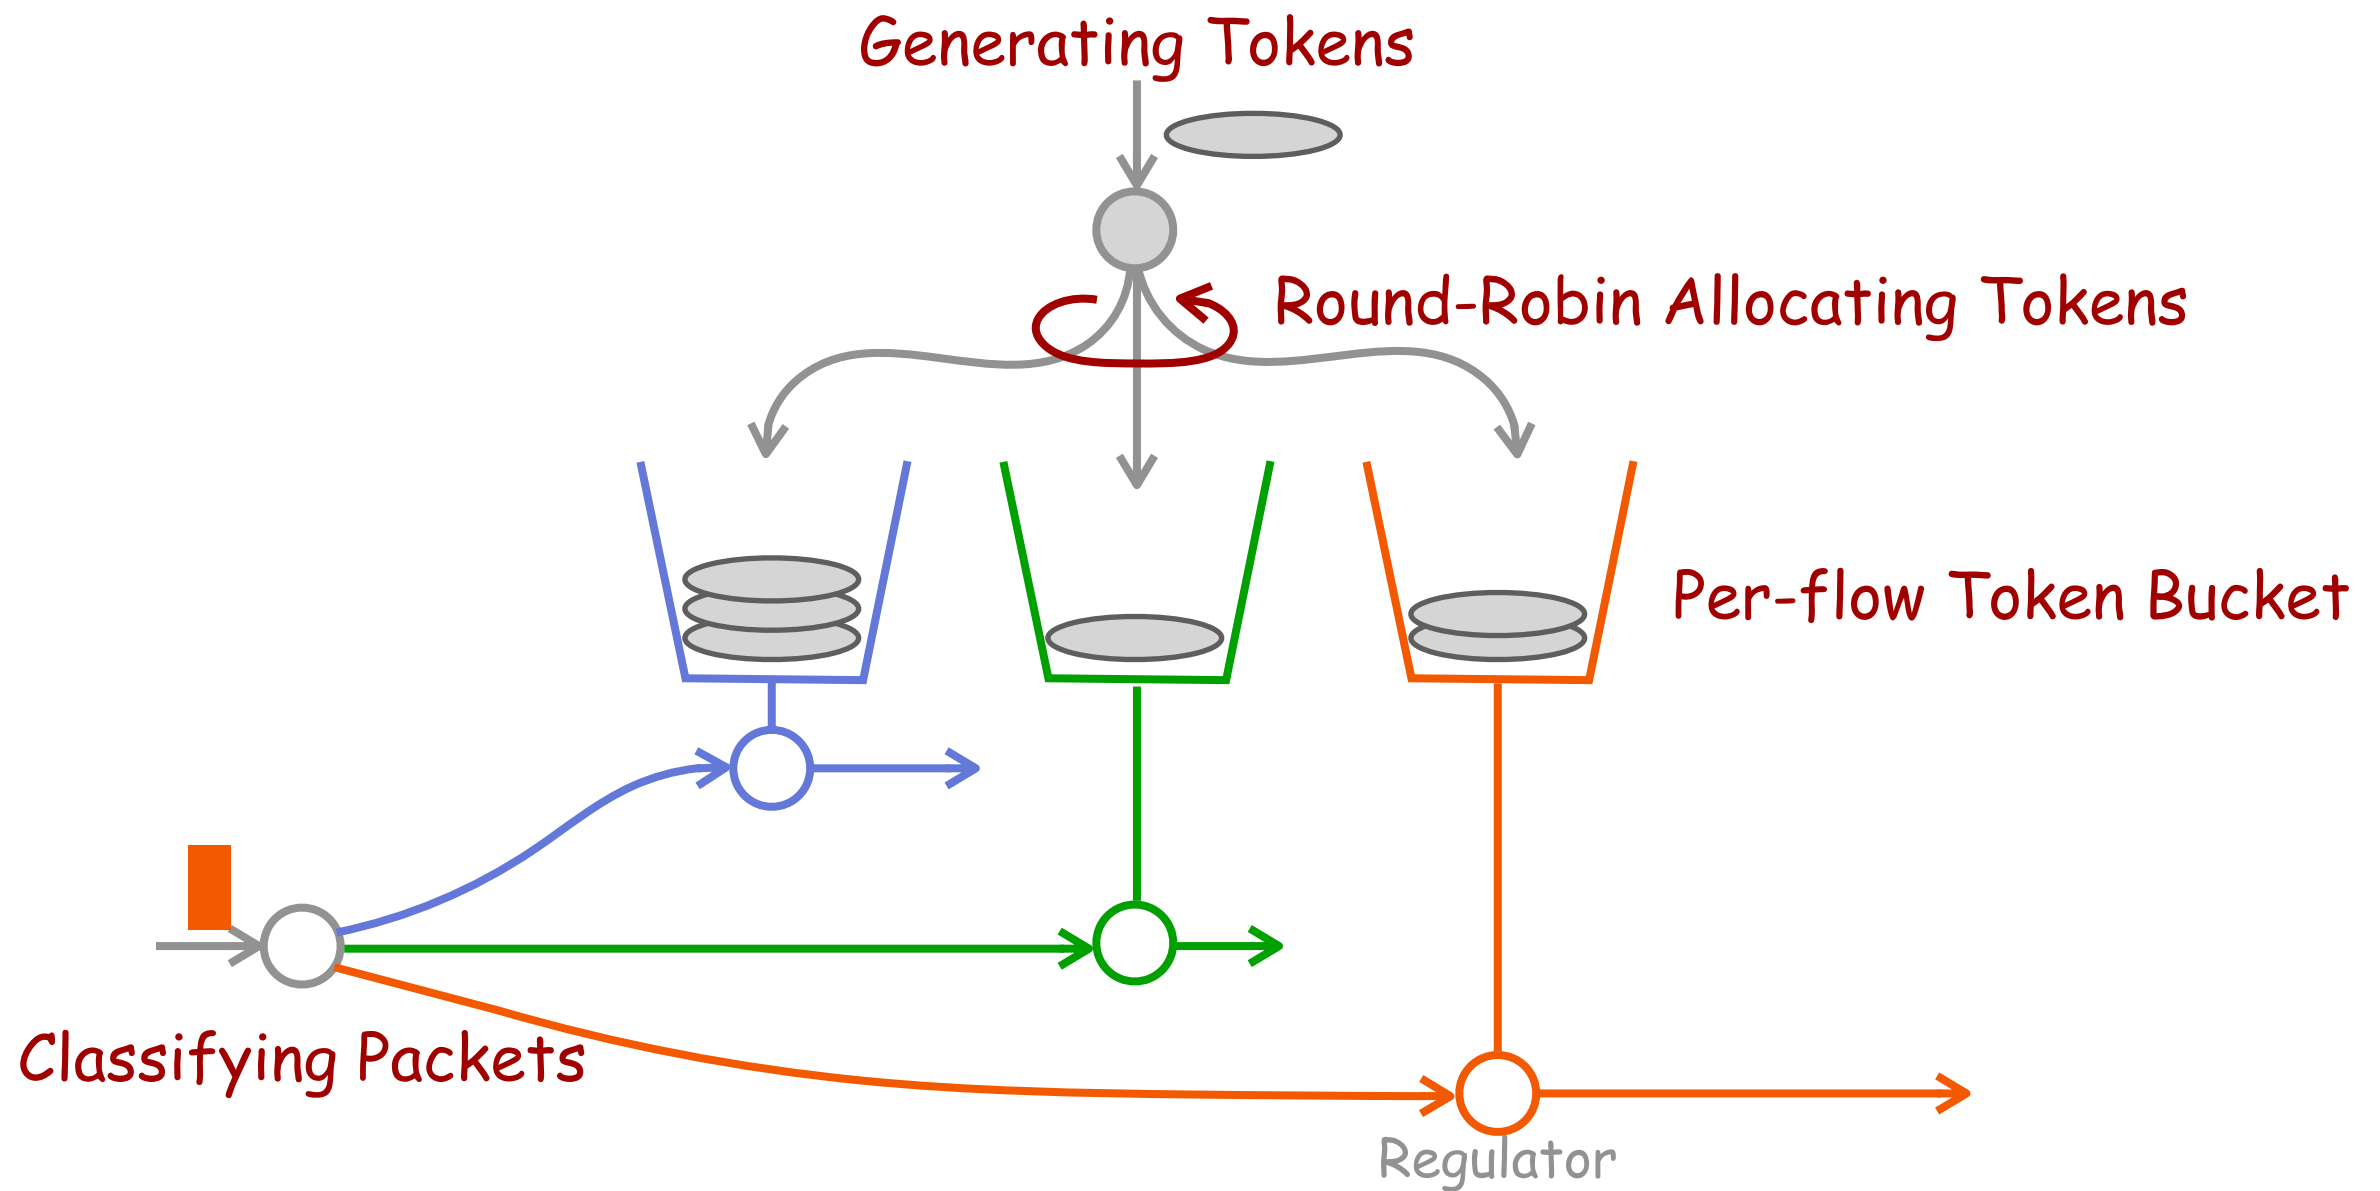 Generating Tokens
Round-Robin Allocating Tokens
Per-flow Token Bucket
Classifying Packets
Regulator